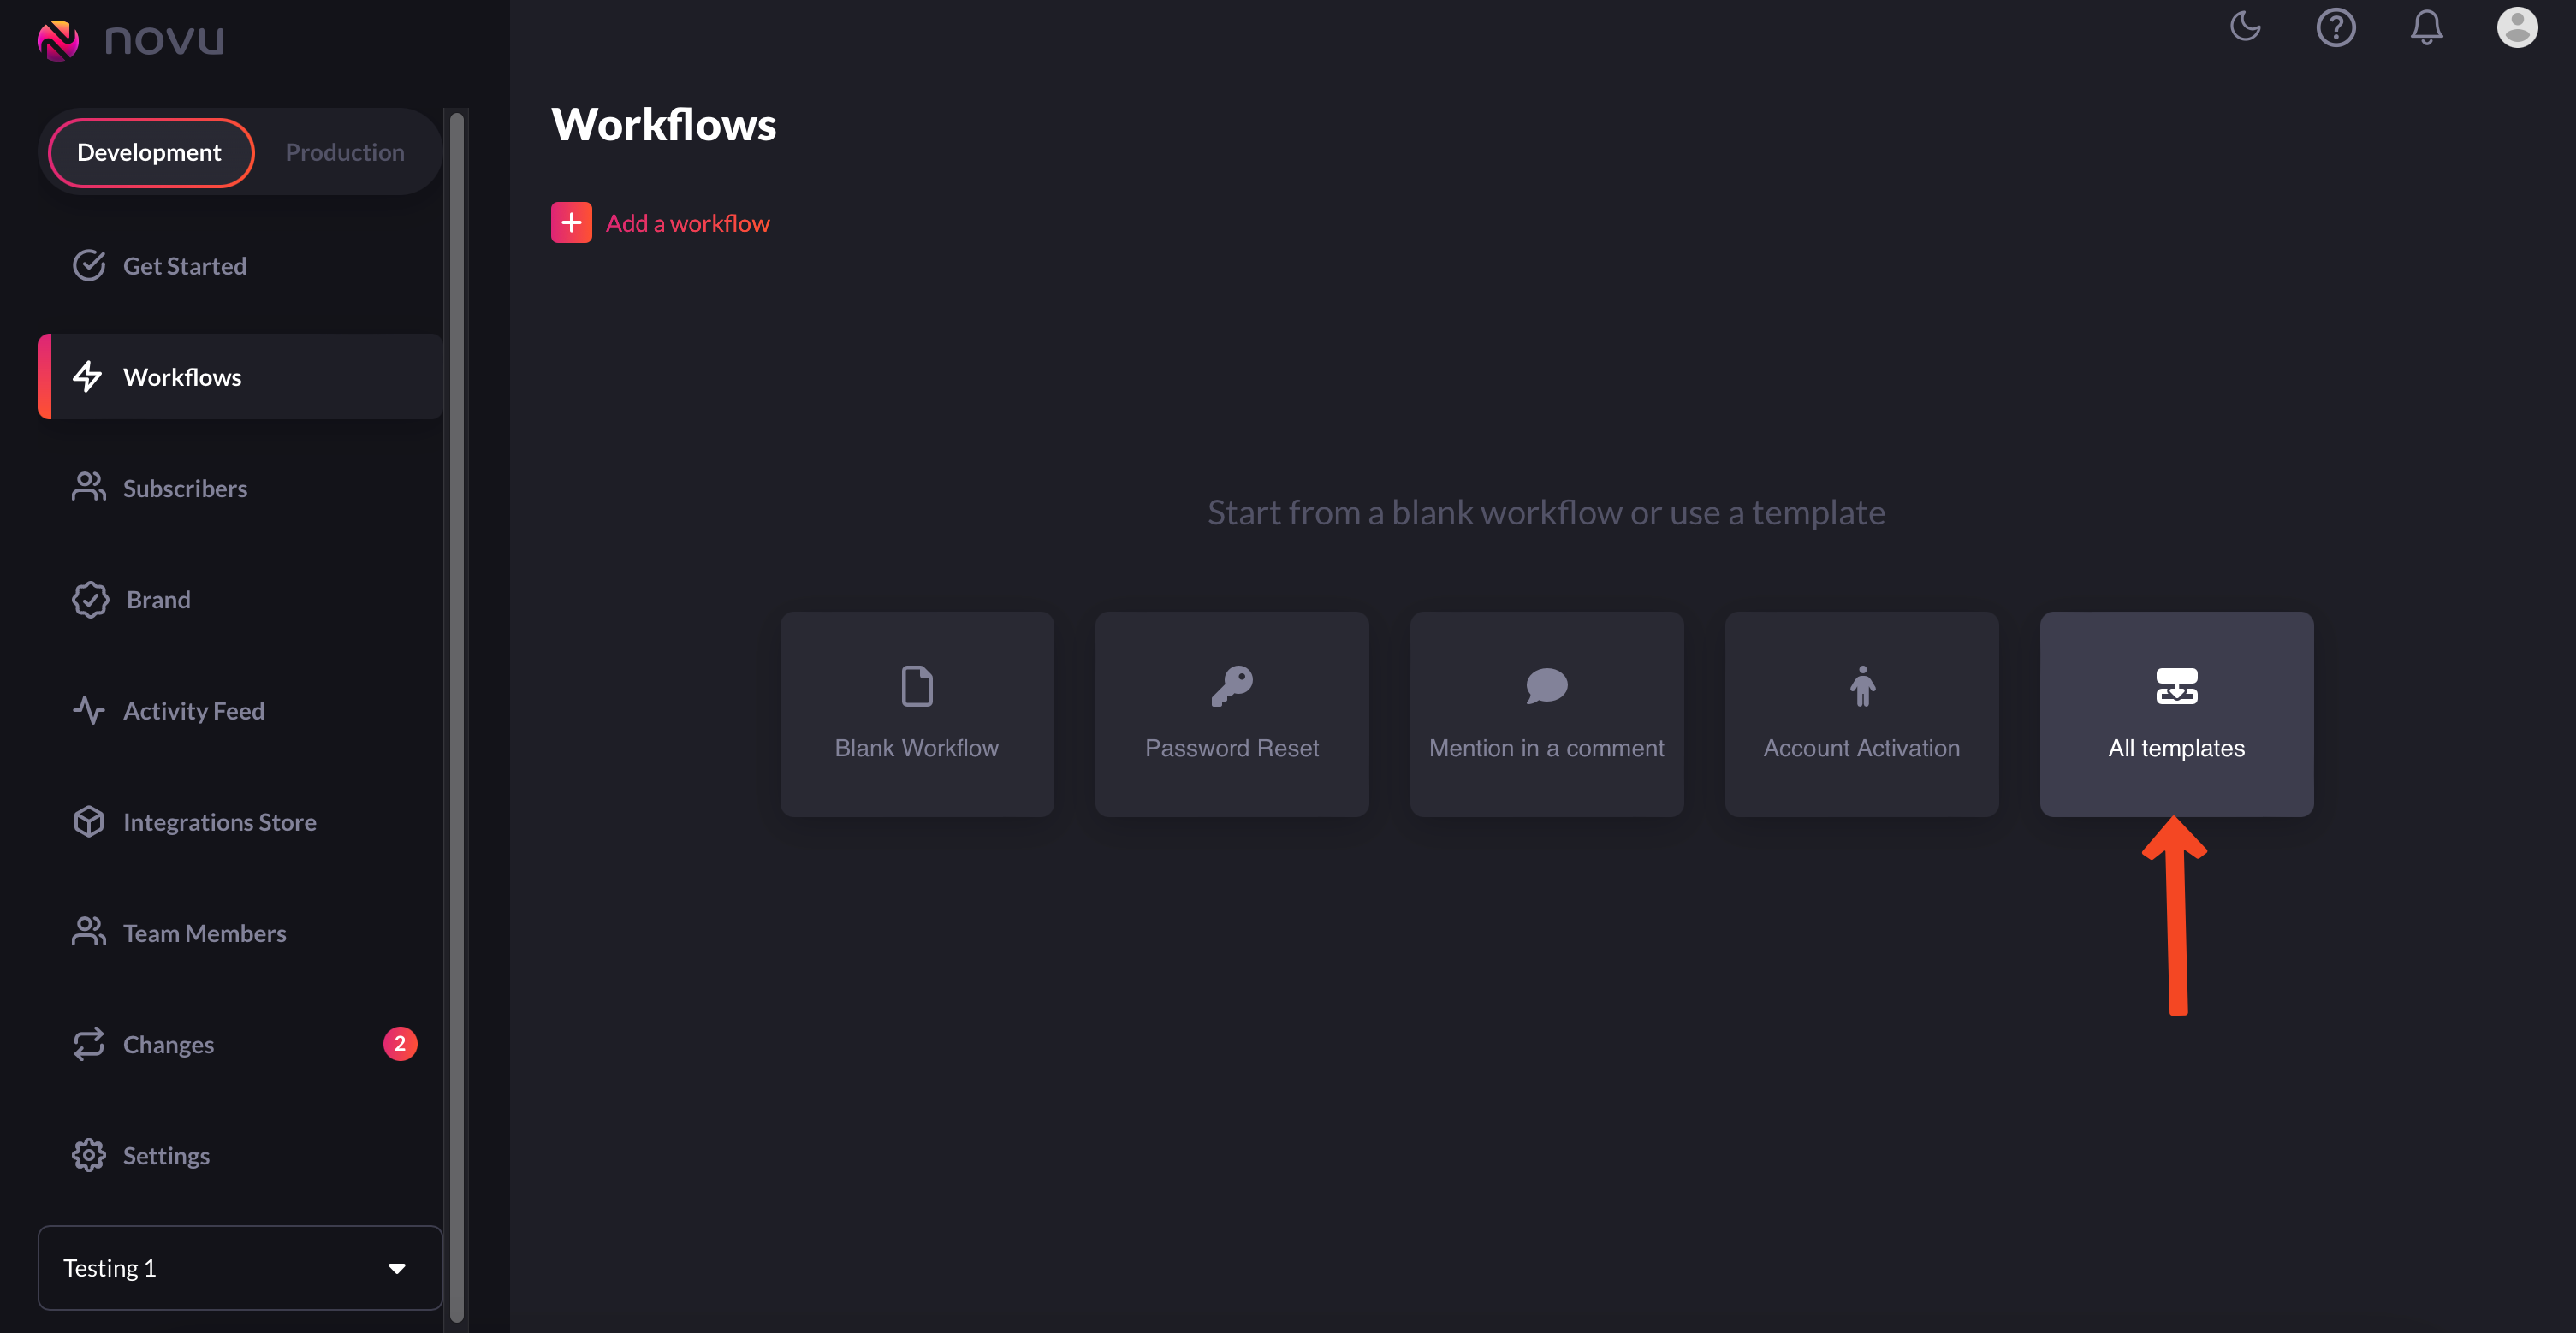 novu
Development
Production
Get Started
Workflows
Subscribers
Brand
Activity Feed
Integrations Store
Team Members
Changes
2
Settings
Testing 1
Workflows
+ Add a workflow
Start from a blank workflow or use a template
Blank Workflow
Password Reset
Mention in a comment
Account Activation
All templates